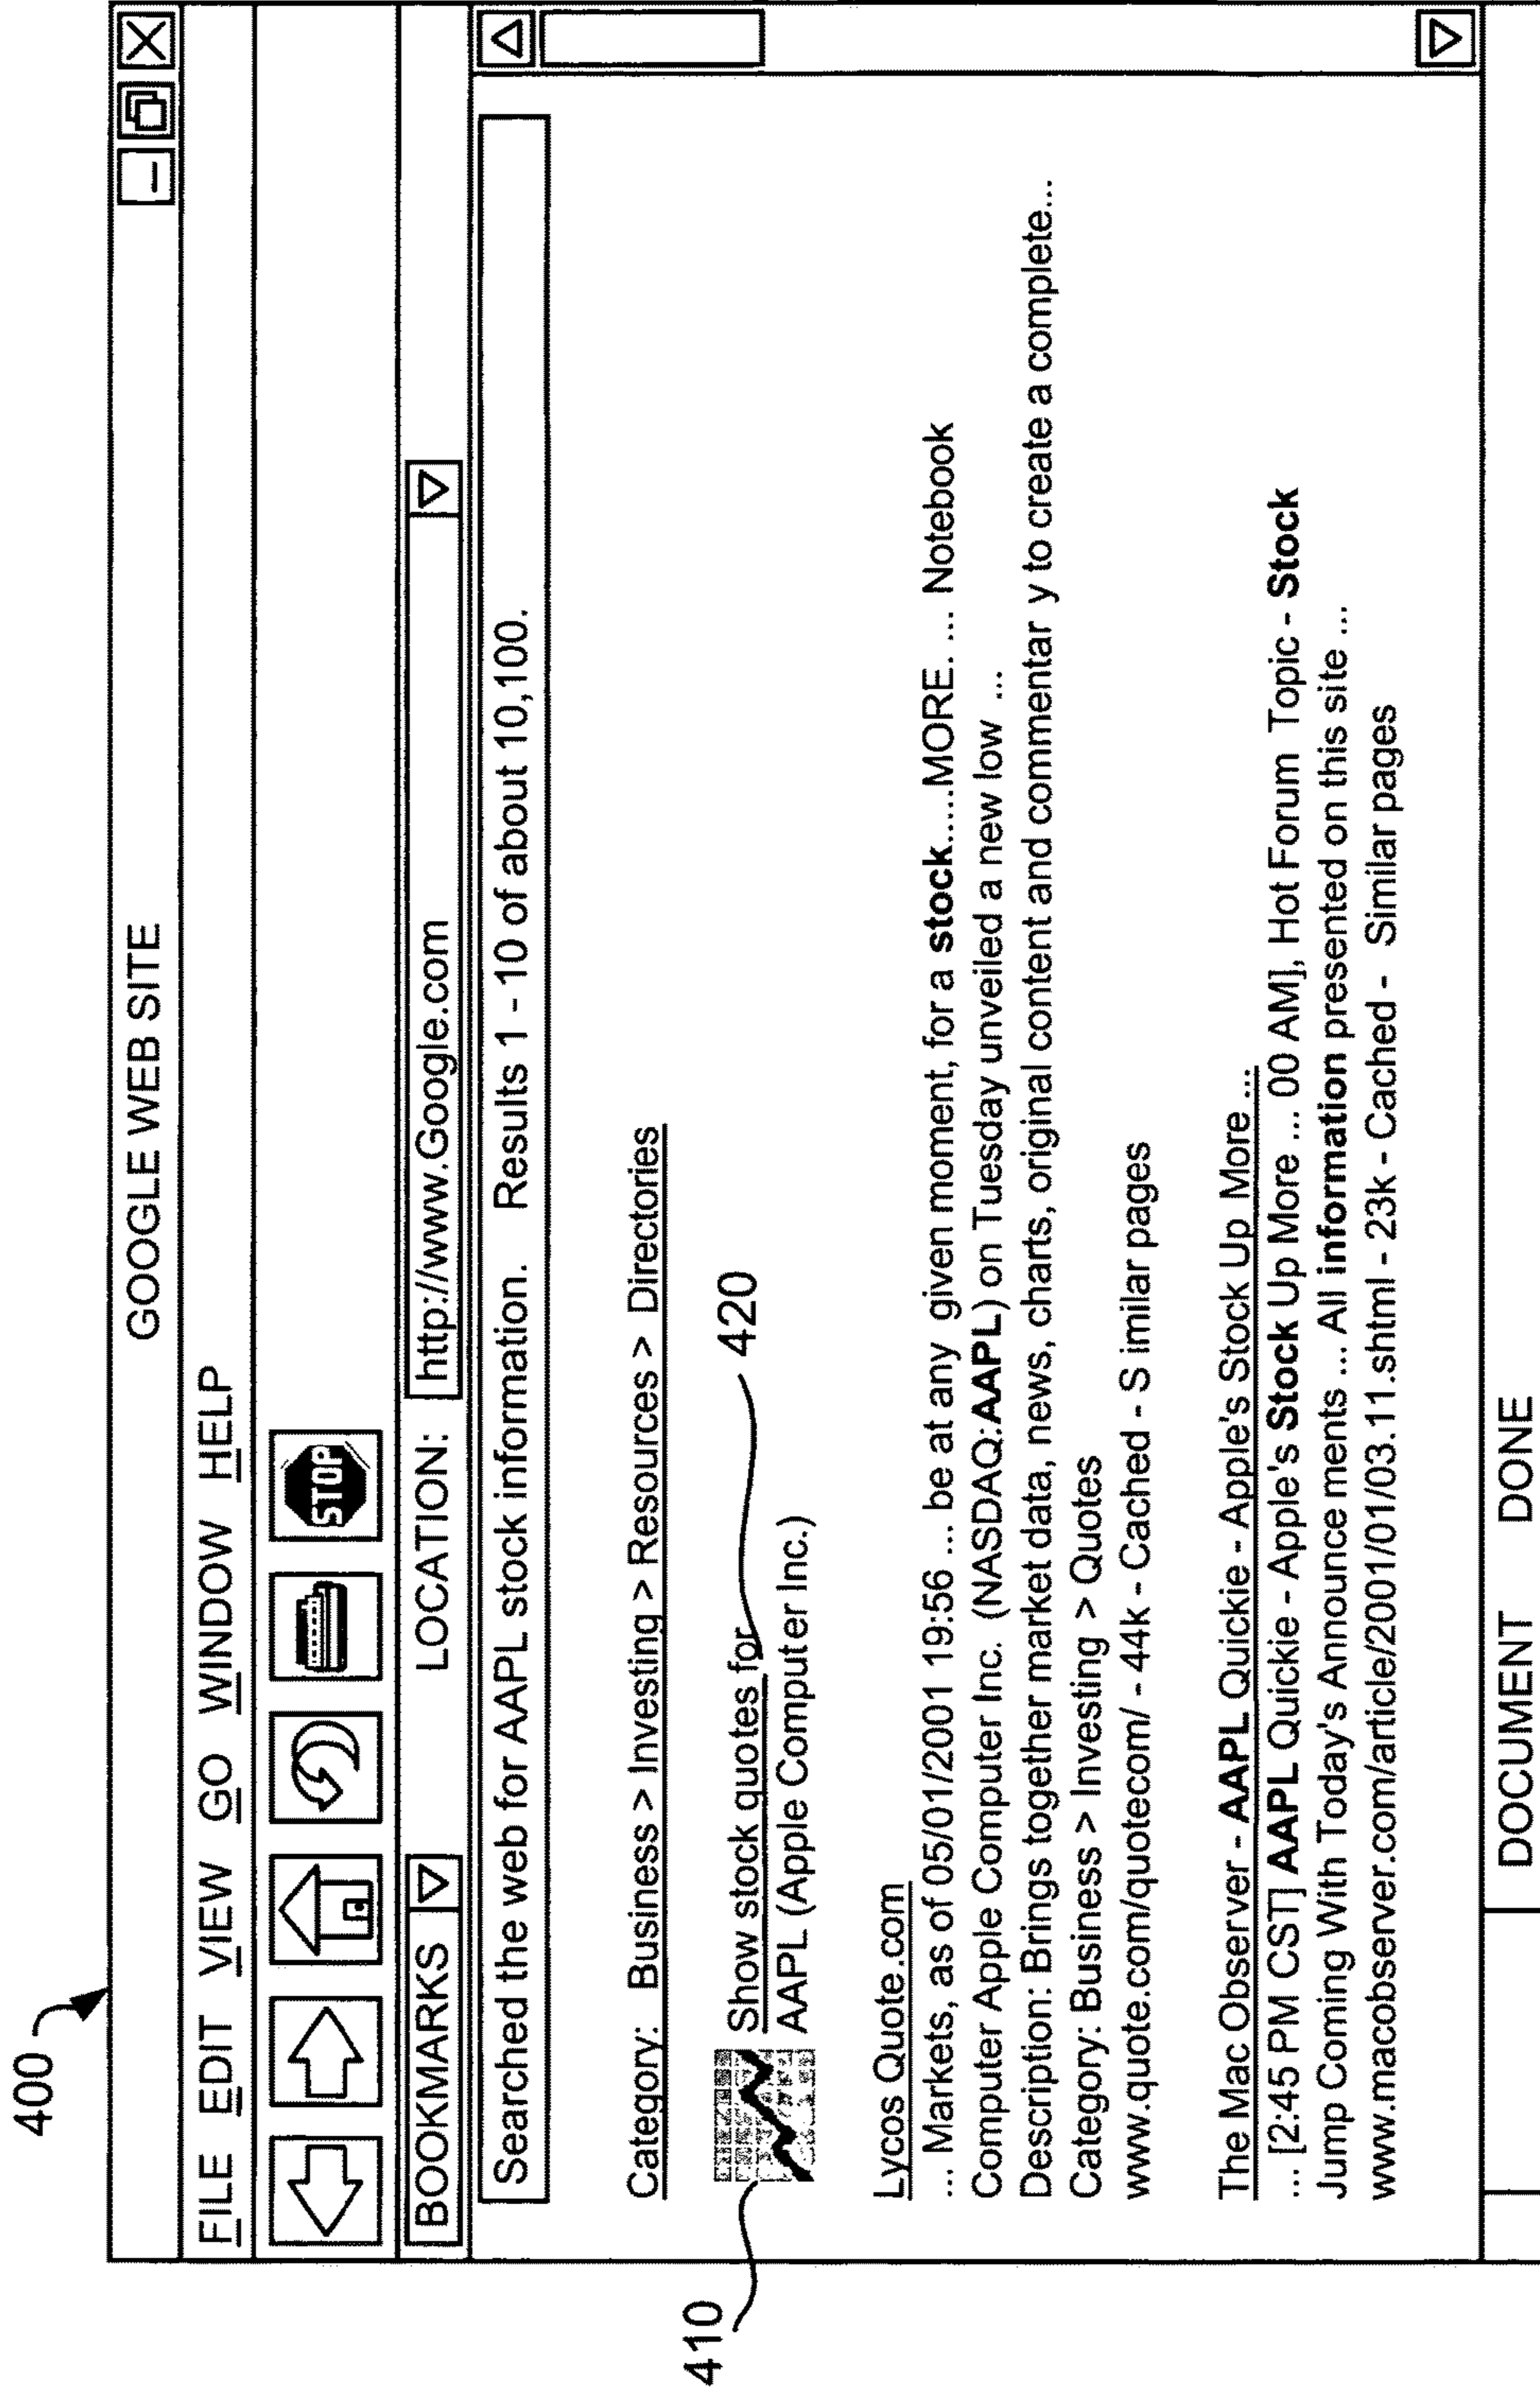 400
GOOGLE WEB SITE
FILE EDIT VIEW GO WINDOW HELP
STOP
BOOKMARKS LOCATION: http://www.Google.com
Searched the web for AAPL stock information. Results 1 - 10 of about 10,100.
Category: Business > Investing > Resources > Directories
410
420
Show stock quotes for
AAPL (Apple Computer Inc.)
Lycos Quote.com
... Markets, as of 05/01/2001 19:56 ... be at any given moment, for a stock.....MORE. ... Notebook
Computer Apple Computer Inc. (NASDAQ:AAPL) on Tuesday unveiled a new low ...
Description: Brings together market data, news, charts, original content and commentar y to create a complete...
Category: Business > Investing > Quotes
www.quote.com/quotecom/ - 44k - Cached - S imilar pages
The Mac Observer - AAPL Quickie - Apple's Stock Up More ...
... [2:45 PM CST] AAPL Quickie - Apple's Stock Up More ... 00 AM], Hot Forum Topic - Stock
Jump Coming With Today's Announce ments ... All information presented on this site ...
www.macobserver.com/article/2001/01/03.11.shtml - 23k - Cached - Similar pages
DOCUMENT DONE